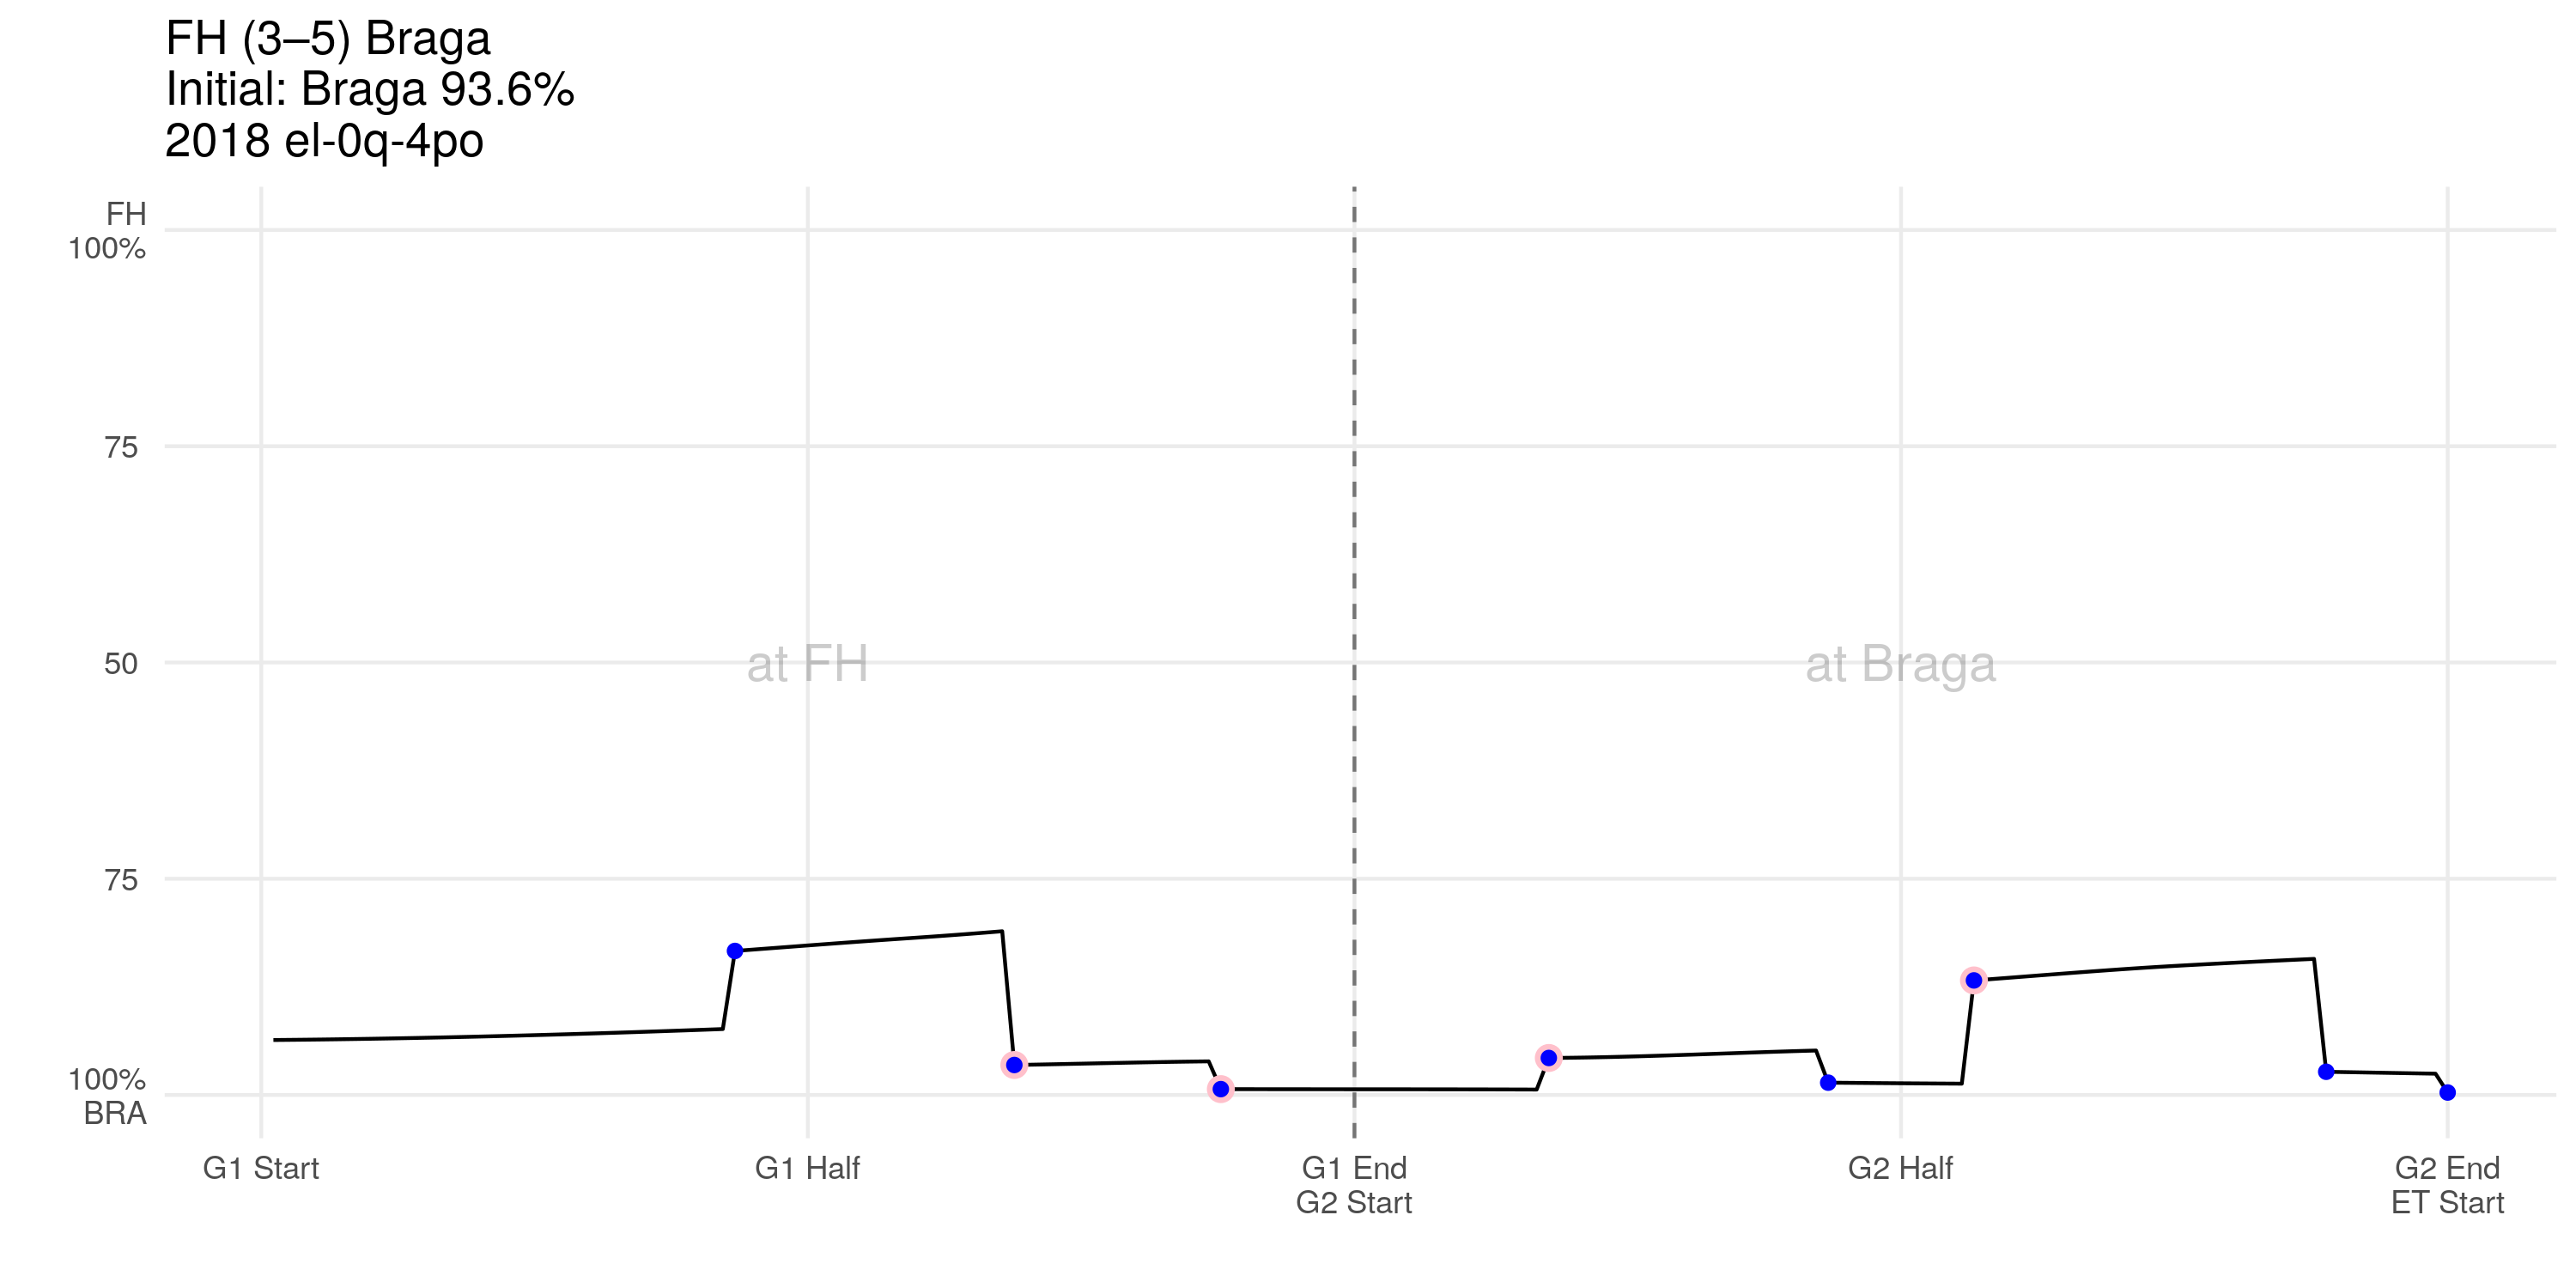 FH (3–5) Braga
Initial: Braga 93.6%
2018 el-0q-4po
FH
100%
75
50
75
100%
BRA
at FH
at Braga
G1 Start
G1 Half
G1 End
G2 Start
G2 Half
G2 End
ET Start